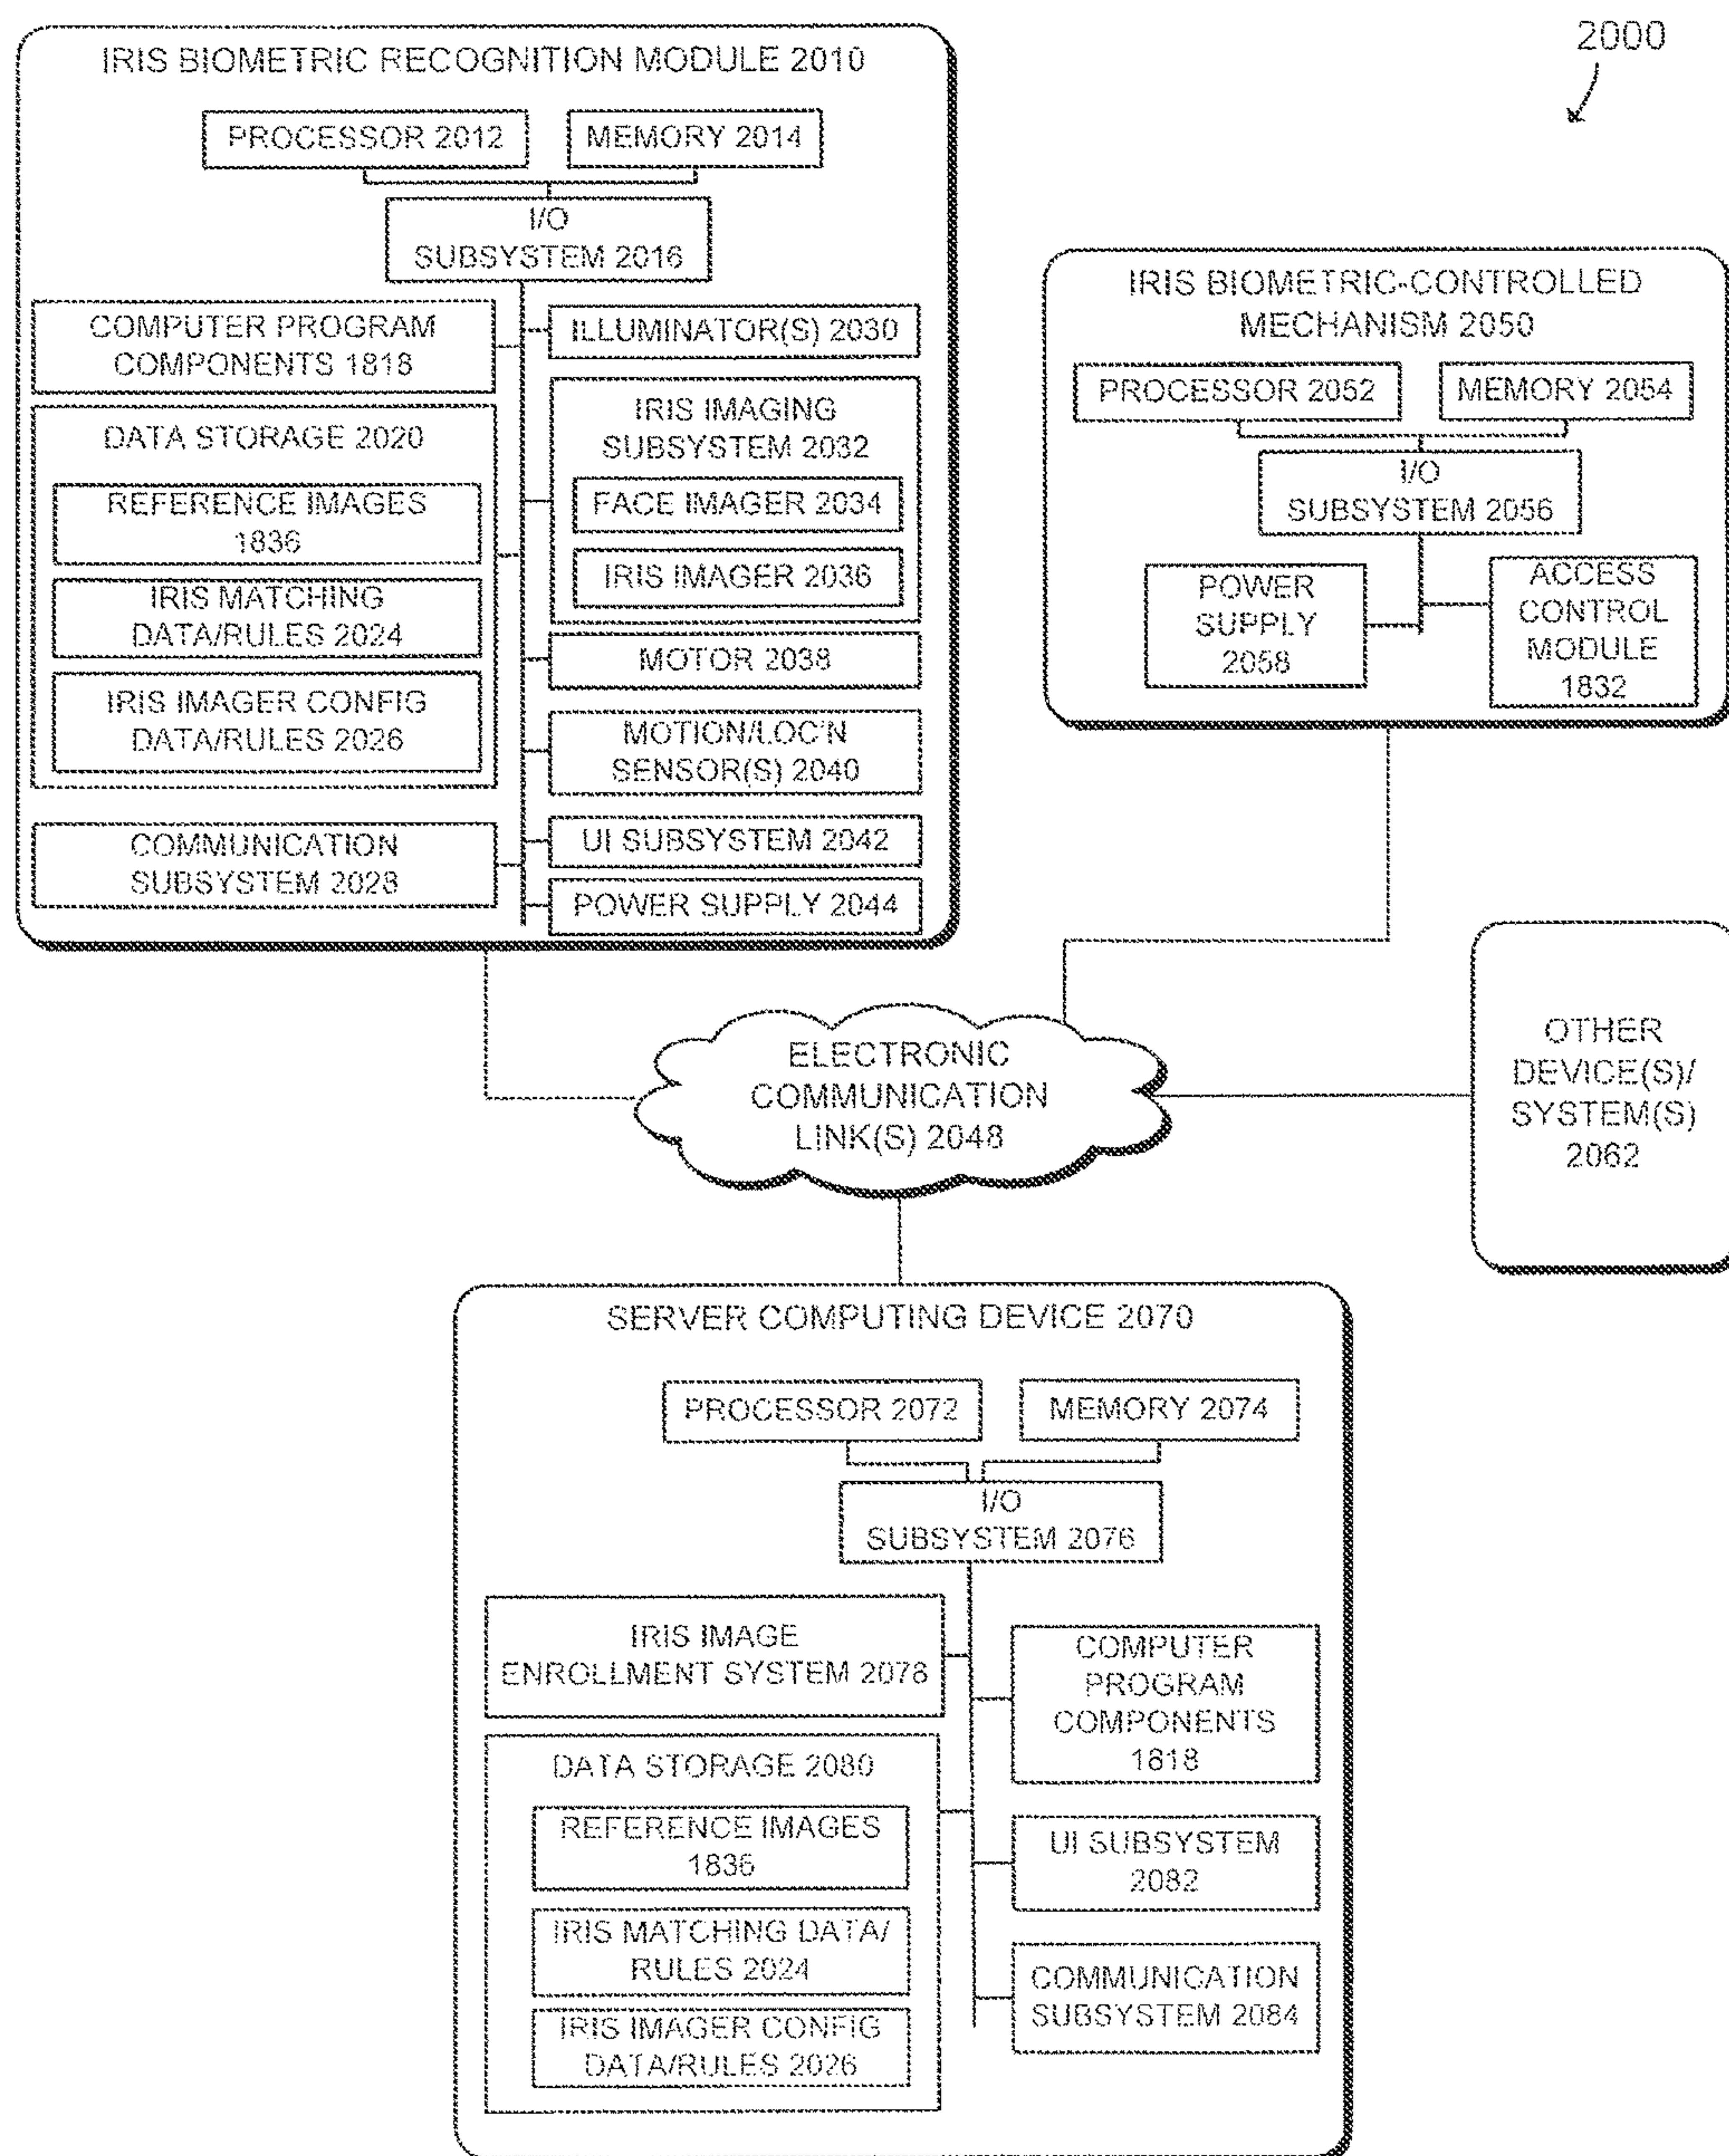 2000
IRIS BIOMETRIC RECOGNITION MODULE 2010
PROCESSOR 2012
MEMORY 2014
I/O
SUBSYSTEM 2016
COMPUTER PROGRAM
COMPONENTS 1818
DATA STORAGE 2020
REFERENCE IMAGES
1836
IRIS MATCHING
DATA/RULES 2024
IRIS IMAGER CONFIG
DATA/RULES 2026
COMMUNICATION
SUBSYSTEM 2028
ILLUMINATOR(S) 2030
IRIS IMAGING
SUBSYSTEM 2032
FACE IMAGER 2034
IRIS IMAGER 2036
MOTOR 2038
MOTION/LOC'N
SENSOR(S) 2040
UI SUBSYSTEM 2042
POWER SUPPLY 2044
IRIS BIOMETRIC-CONTROLLED
MECHANISM 2050
PROCESSOR 2052
MEMORY 2054
I/O
SUBSYSTEM 2056
POWER
SUPPLY
2058
ACCESS
CONTROL
MODULE
1832
ELECTRONIC
COMMUNICATION
LINK(S) 2048
OTHER
DEVICE(S)/
SYSTEM(S)
2062
SERVER COMPUTING DEVICE 2070
PROCESSOR 2072
MEMORY 2074
I/O
SUBSYSTEM 2076
IRIS IMAGE
ENROLLMENT SYSTEM 2078
DATA STORAGE 2080
REFERENCE IMAGES
1836
IRIS MATCHING DATA/
RULES 2024
IRIS IMAGER CONFIG
DATA/RULES 2026
COMPUTER
PROGRAM
COMPONENTS
1818
UI SUBSYSTEM
2082
COMMUNICATION
SUBSYSTEM 2084